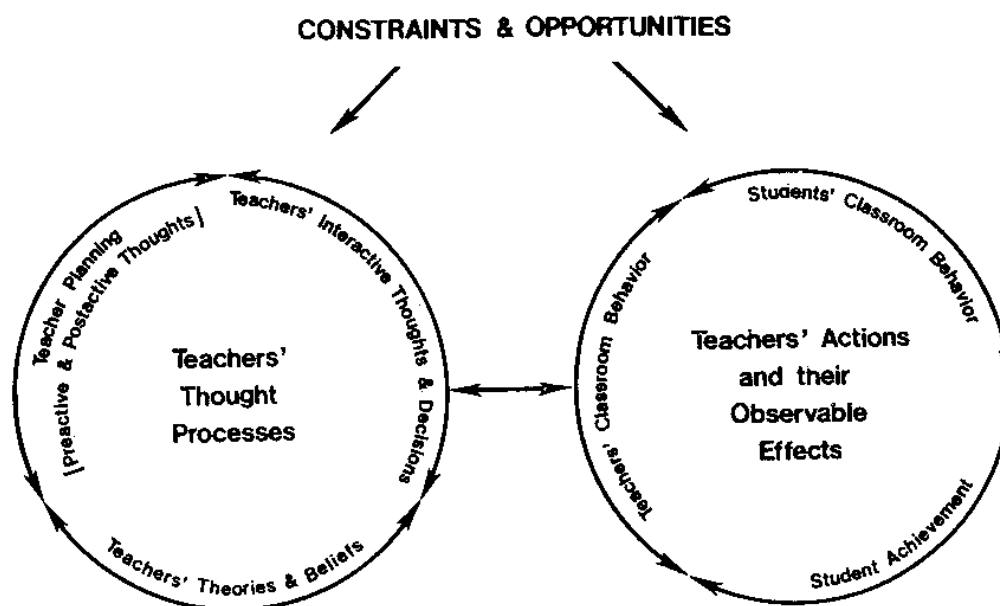 CONSTRAINTS & OPPORTUNITIES
Teacher Planning
|Preactive & Postactive Thoughts|
Teachers' Interactive Thoughts & Decisions
Teachers'
Thought
Processes
Teachers' Theories & Beliefs
Students' Classroom Behavior
Teachers' Classroom Behavior
Teachers' Actions
and their
Observable
Effects
Student Achievement